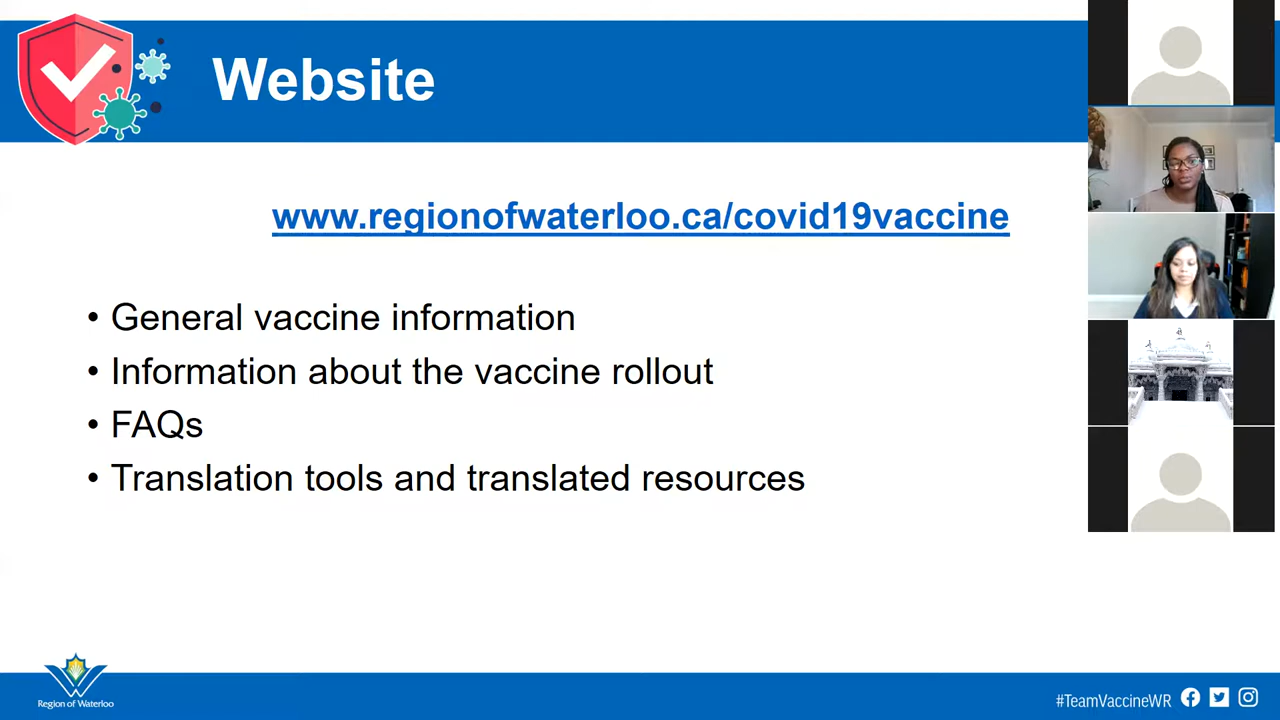 Website
www.regionofwaterloo.ca/covid19vaccine
• General vaccine information
• Information about the vaccine rollout
• FAQs
• Translation tools and translated resources
Region of Waterloo
#TeamVaccineWR